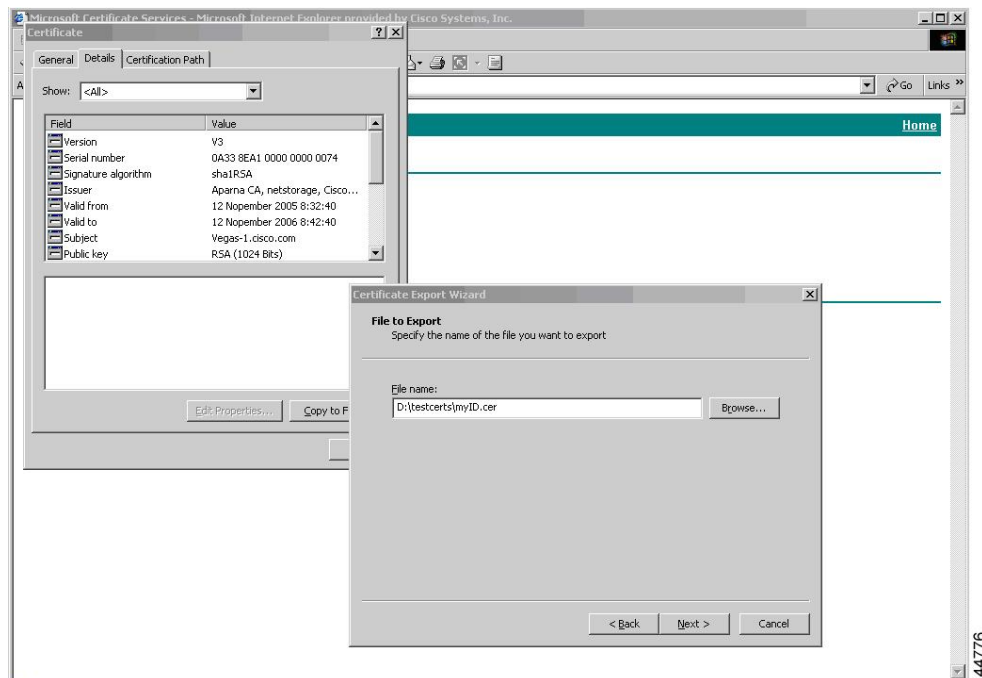 Microsoft Certificate Services - Microsoft Internet Explorer provided by Cisco Systems, Inc.
Certificate
General Details Certification Path
Go Links »
Show: <All>
Field Value
Home
Version V3
Serial number 0A33 8EA1 0000 0000 0074
Signature algorithm sha1RSA
Issuer Aparna CA, netstorage, Cisco...
Valid from 12 Nopember 2005 8:32:40
Valid to 12 Nopember 2006 8:42:40
Subject Vegas-1.cisco.com
Public key RSA (1024 Bits)
Edit Properties... Copy to F
Certificate Export Wizard
File to Export
Specify the name of the file you want to export
File name:
D:\testcerts\myID.cer Browse...
< Back Next > Cancel
44776